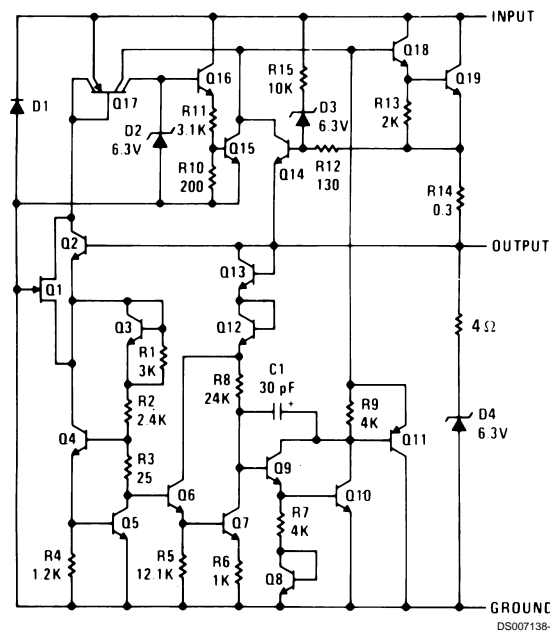 INPUT
Q18
Q19
Q16
R15
10K
Q17
D1
D2
6.3V
R11
3.1K
Q15
D3
6.3V
R13
2K
R10
200
Q14
R12
130
R14
0.3
Q2
OUTPUT
Q1
Q13
Q3
Q12
R1
3K
C1
30 pF
+
4 Ω
R2
2.4K
R8
24K
R9
4K
D4
6.3V
Q4
Q11
R3
25
Q9
Q6
Q10
Q5
Q7
R7
4K
R4
1.2K
R5
12.1K
R6
1K
Q8
GROUND
DS007138-